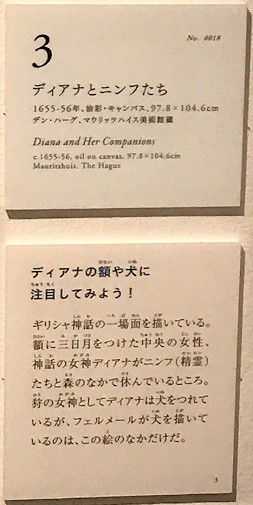 3
No. 0018
ディアナとニンフたち
1655-56年、油彩・キャンバス、97.8×104.6cm
デン・ハーグ、マウリッツハイス美術館蔵
Diana and Her Companions
c.1655-56, oil on canvas, 97.8×104.6cm
Mauritshuis, The Hague
ディアナの額や犬に
注目してみよう！
ギリシャ神話の一場面を描いている。
額に三日月をつけた中央の女性、
神話の女神ディアナがニンフ（精霊）
たちと森のなかで休んでいるところ。
狩の女神としてディアナは犬をつれて
いるが、フェルメールが犬を描いて
いるのは、この絵のなかだけだ。
3